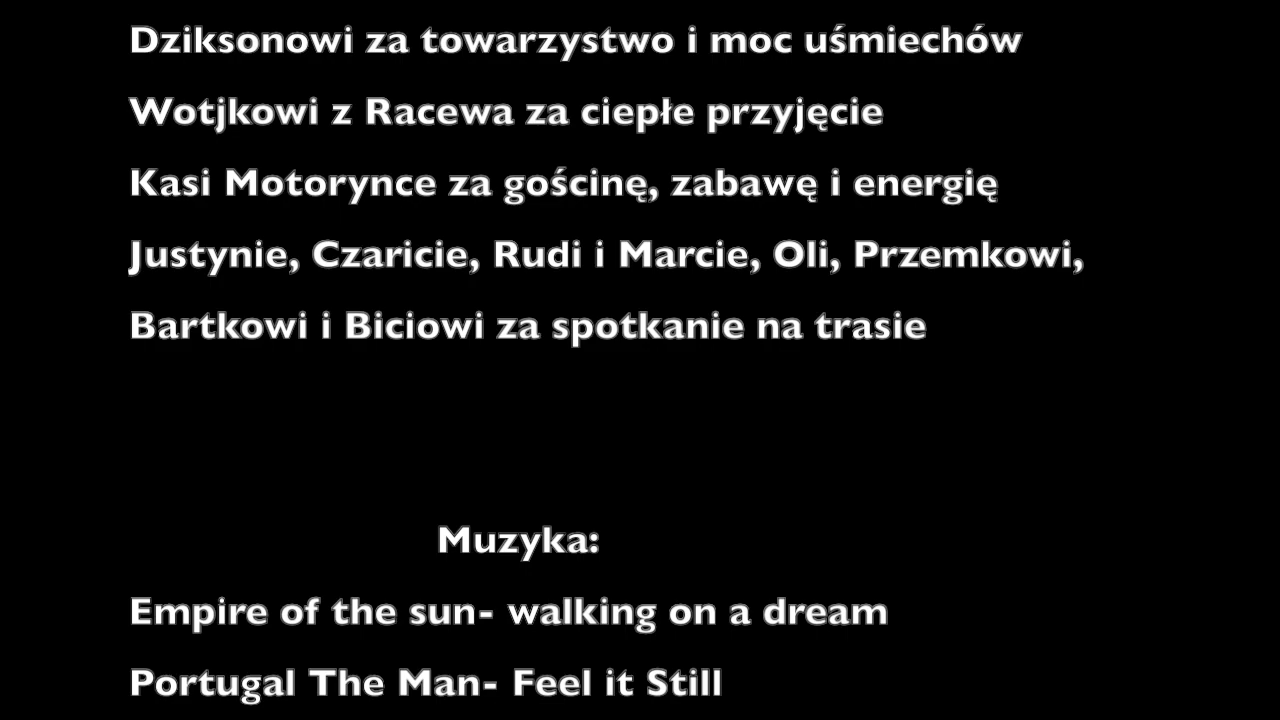 Dziksonowi za towarzystwo i moc uśmiechów
Wotjkowi z Racewa za ciepłe przyjęcie
Kasi Motorynce za gościnę, zabawę i energię
Justynie, Czaricie, Rudi i Marcie, Oli, Przemkowi,
Bartkowi i Biciowi za spotkanie na trasie
Muzyka:
Empire of the sun- walking on a dream
Portugal The Man- Feel it Still